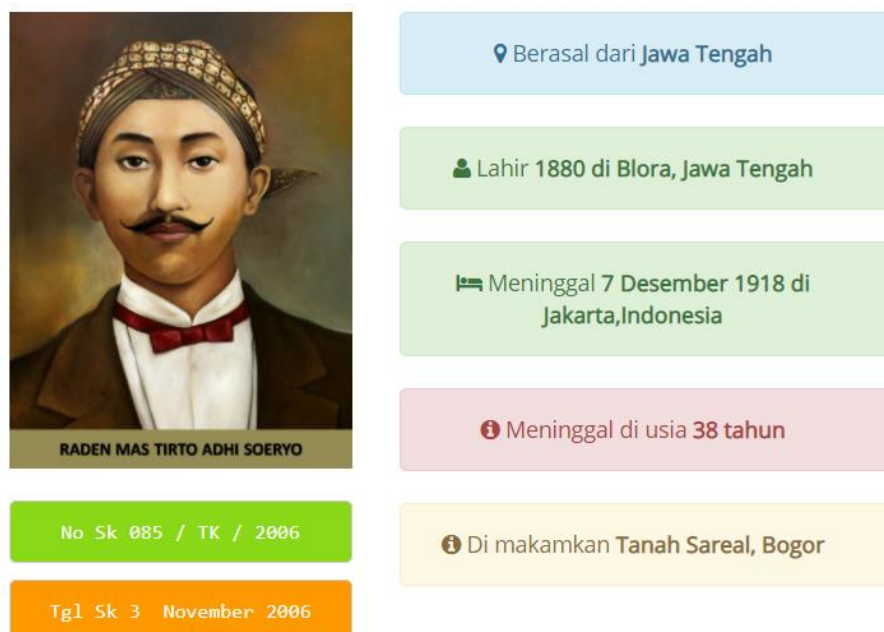 RADEN MAS TIRTO ADHI SOERYO
No Sk 085 / TK / 2006
Tgl Sk 3 November 2006
Berasal dari Jawa Tengah
Lahir 1880 di Blora, Jawa Tengah
Meninggal 7 Desember 1918 di
Jakarta,Indonesia
Meninggal di usia 38 tahun
Di makamkan Tanah Sareal, Bogor